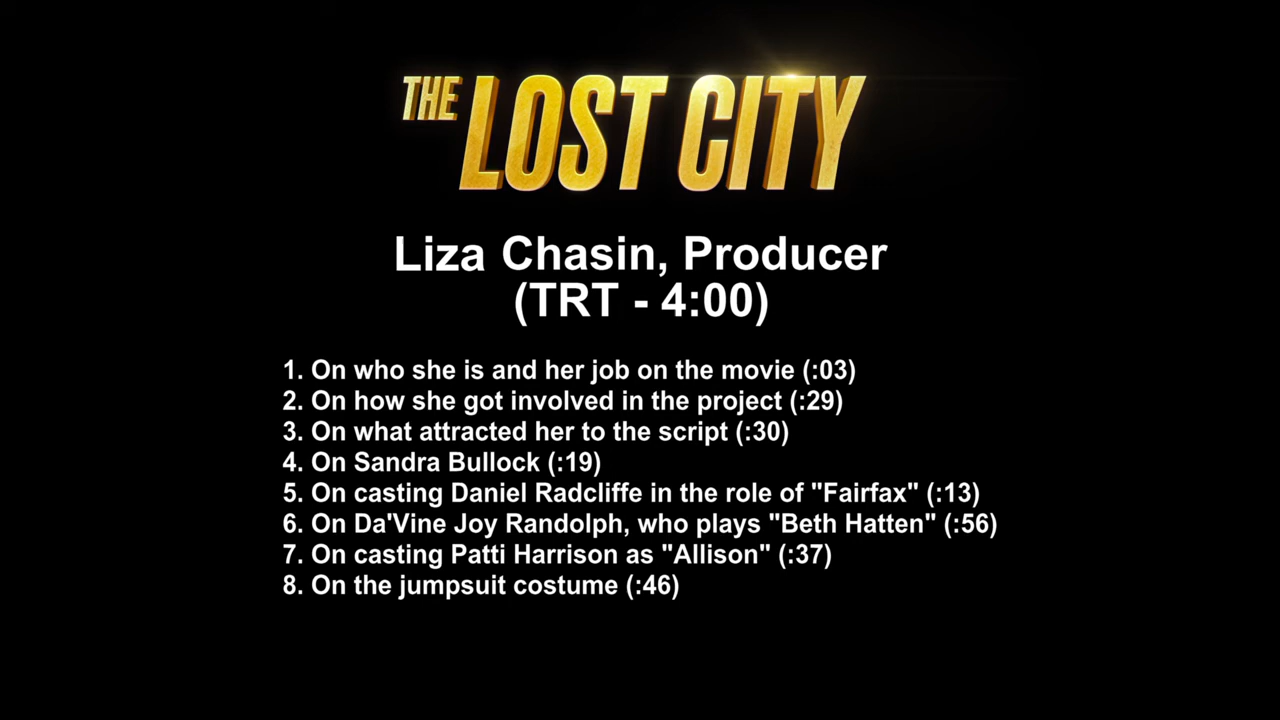 THE LOST CITY
Liza Chasin, Producer
(TRT - 4:00)
1. On who she is and her job on the movie (:03)
2. On how she got involved in the project (:29)
3. On what attracted her to the script (:30)
4. On Sandra Bullock (:19)
5. On casting Daniel Radcliffe in the role of "Fairfax" (:13)
6. On Da'Vine Joy Randolph, who plays "Beth Hatten" (:56)
7. On casting Patti Harrison as "Allison" (:37)
8. On the jumpsuit costume (:46)